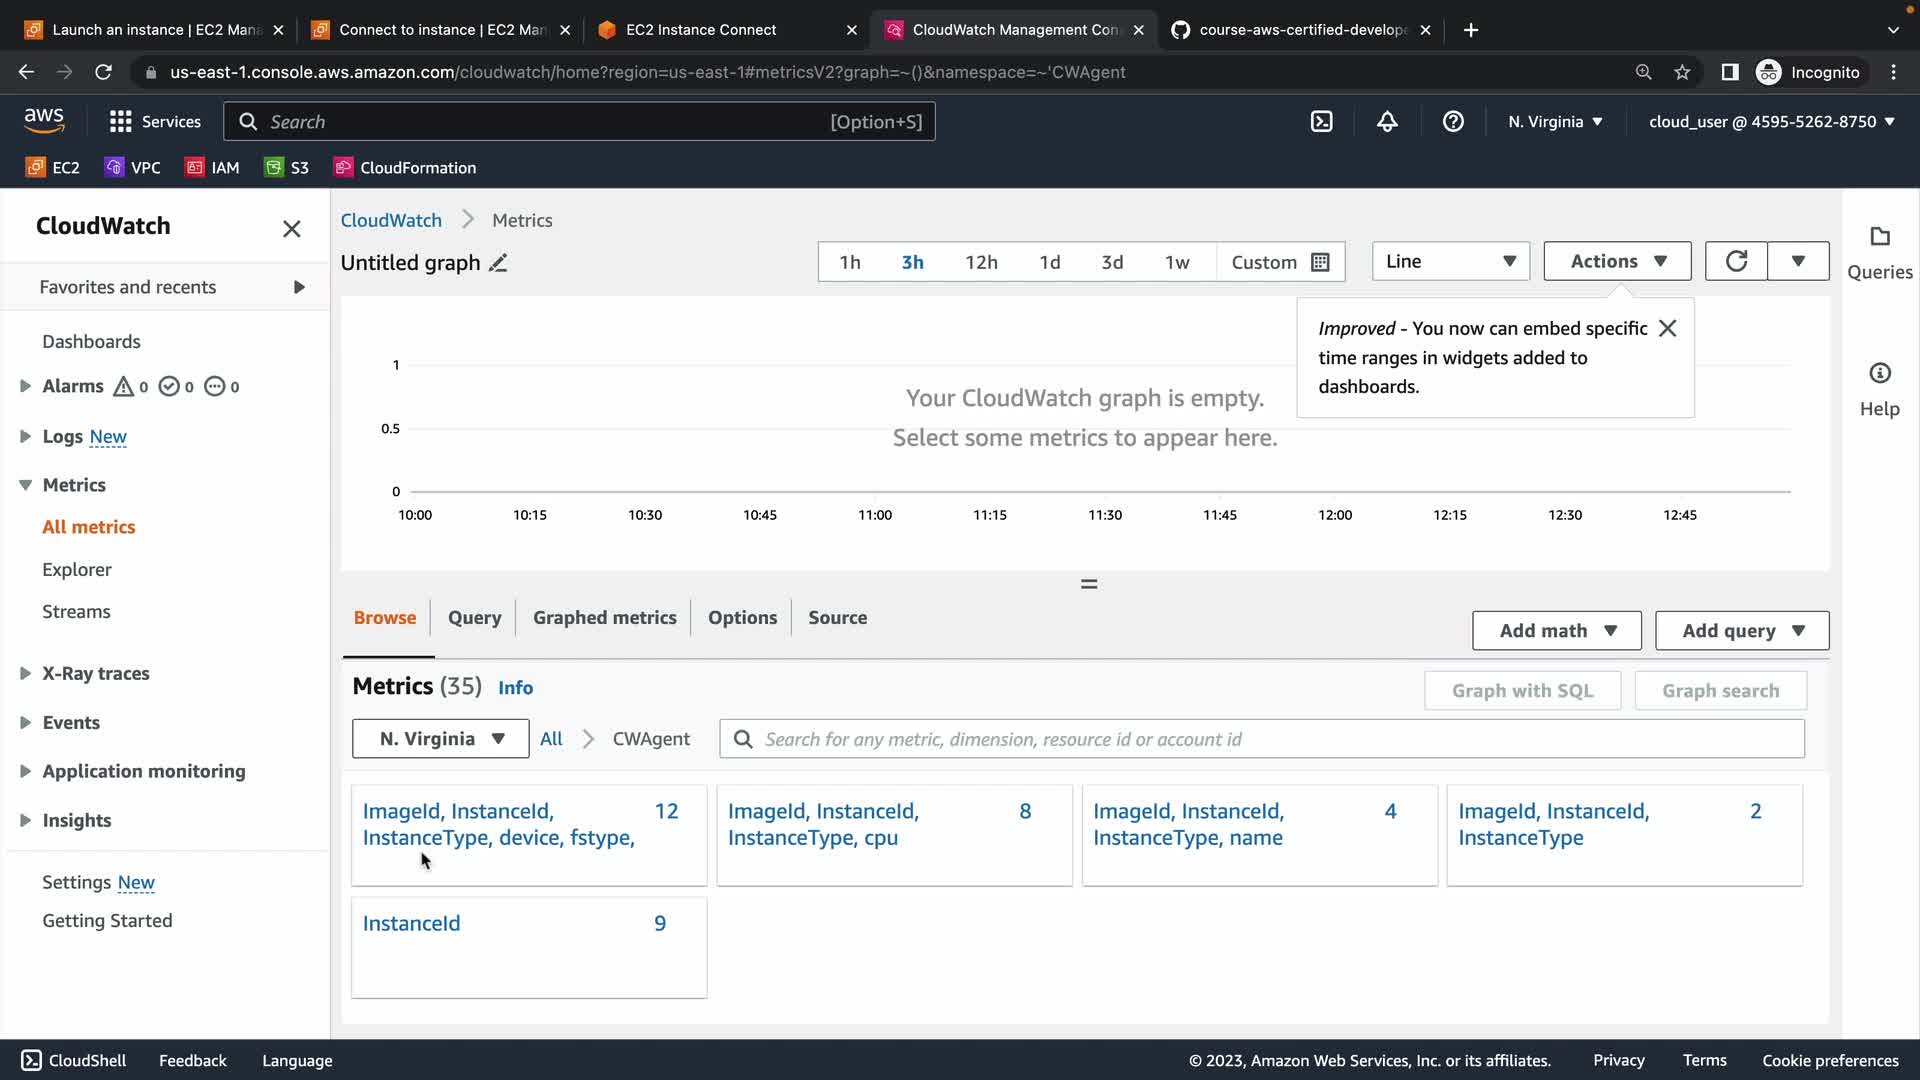 Launch an instance | EC2 Mana
Connect to instance | EC2 Man
EC2 Instance Connect
CloudWatch Management Con
course-aws-certified-develope
us-east-1.console.aws.amazon.com/cloudwatch/home?region=us-east-1#metricsV2?graph=~()&namespace=~'CWAgent
Incognito
aws
Services
Search
[Option+S]
N. Virginia
cloud_user @ 4595-5262-8750
EC2
VPC
IAM
S3
CloudFormation
CloudWatch
Favorites and recents
Dashboards
Alarms 0 0 0
Logs New
Metrics
All metrics
Explorer
Streams
X-Ray traces
Events
Application monitoring
Insights
Settings New
Getting Started
CloudWatch Metrics
Untitled graph
1h 3h 12h 1d 3d 1w Custom
Line
Actions
Queries
Help
Improved - You now can embed specific
time ranges in widgets added to
dashboards.
Your CloudWatch graph is empty.
Select some metrics to appear here.
1
0.5
0
10:00 10:15 10:30 10:45 11:00 11:15 11:30 11:45 12:00 12:15 12:30 12:45
Browse Query Graphed metrics Options Source
Add math
Add query
Metrics (35) Info
Graph with SQL
Graph search
N. Virginia
All CWAgent
Search for any metric, dimension, resource id or account id
ImageId, InstanceId, 12
InstanceType, device, fstype,
ImageId, InstanceId, 8
InstanceType, cpu
ImageId, InstanceId, 4
InstanceType, name
ImageId, InstanceId, 2
InstanceType
InstanceId 9
CloudShell
Feedback
Language
© 2023, Amazon Web Services, Inc. or its affiliates.
Privacy
Terms
Cookie preferences